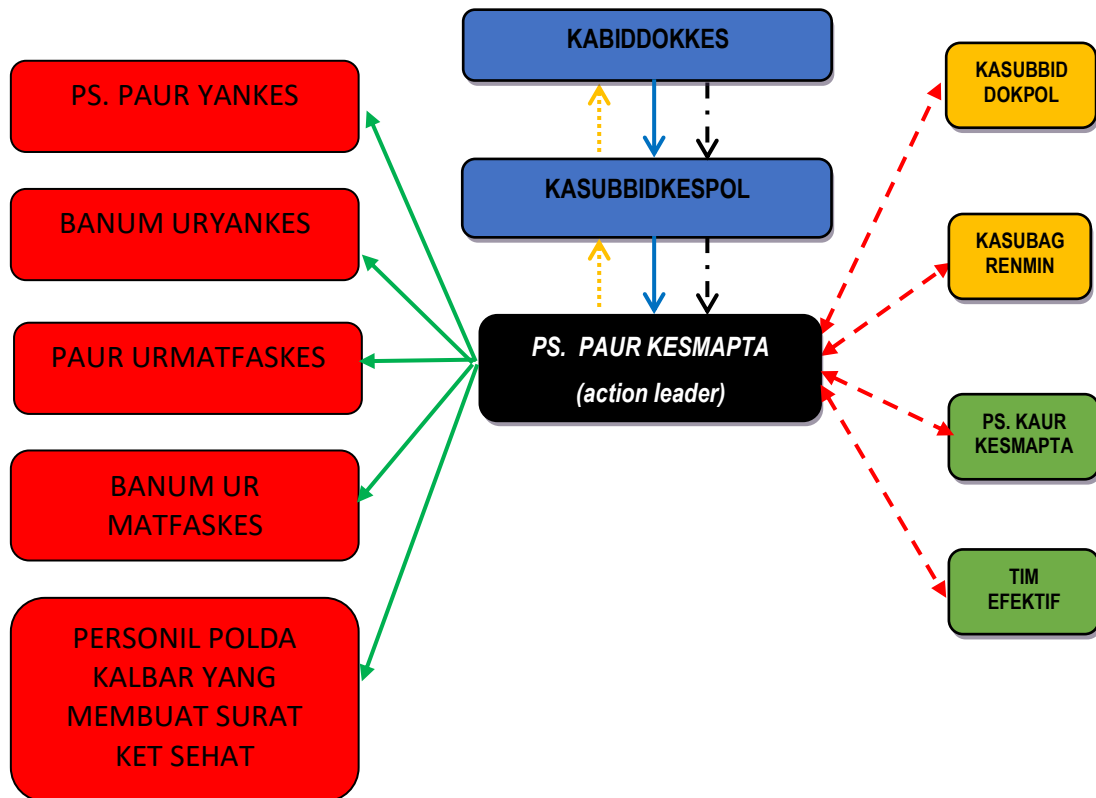 KABIDDOKKES
KASUBBIDKESPOL
PS. PAUR KESMAPTA
(action leader)
PS. PAUR YANKES
BANUM URYANKES
PAUR URMATFASKES
BANUM UR
MATFASKES
PERSONIL POLDA
KALBAR YANG
MEMBUAT SURAT
KET SEHAT
KASUBBID
DOKPOL
KASUBAG
RENMIN
PS. KAUR
KESMAPTA
TIM
EFEKTIF